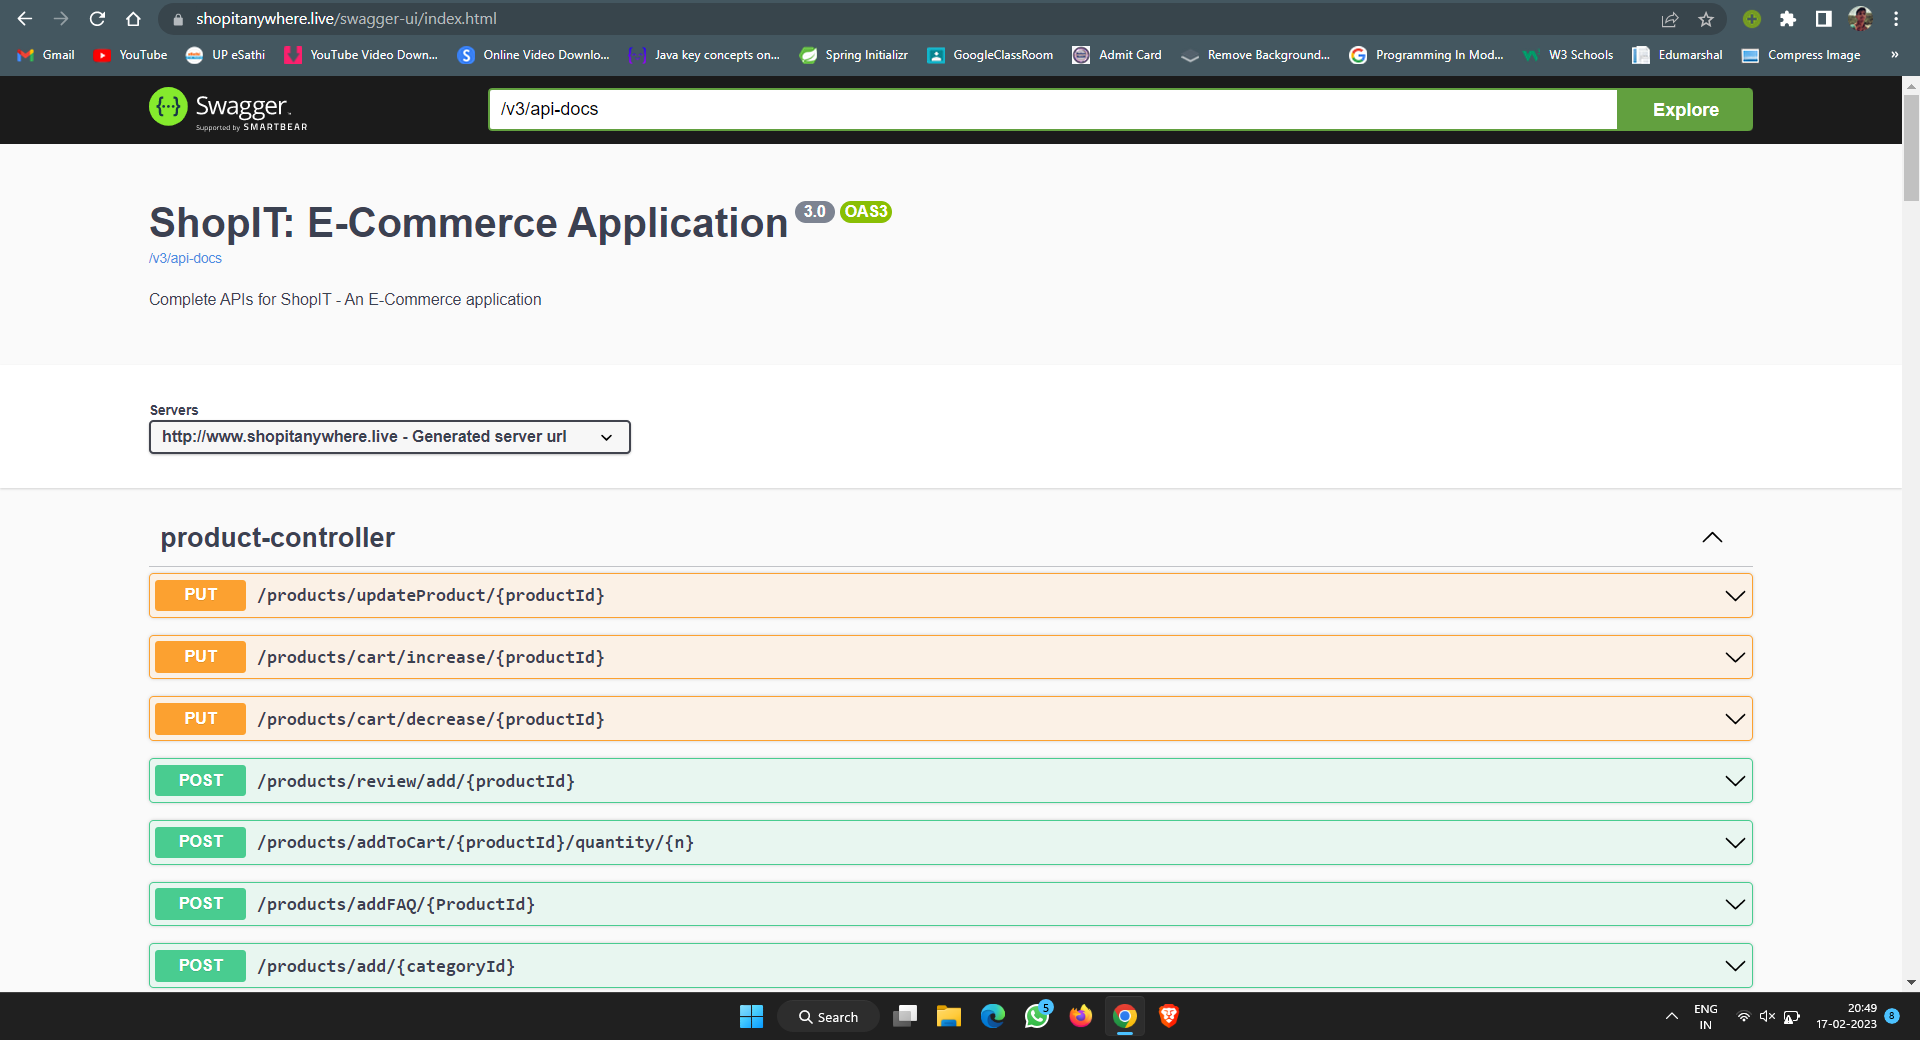 shopitanywhere.live/swagger-ui/index.html
Gmail
YouTube
UP eSathi
YouTube Video Down...
Online Video Downlo...
Java key concepts on...
Spring Initializr
GoogleClassRoom
Admit Card
Remove Background...
Programming In Mod...
W3 Schools
Edumarshal
Compress Image
»
{···} Swagger
Supported by SMARTBEAR
/v3/api-docs
Explore
ShopIT: E-Commerce Application 3.0 OAS3
/v3/api-docs
Complete APIs for ShopIT - An E-Commerce application
Servers
http://www.shopitanywhere.live - Generated server url
product-controller
PUT /products/updateProduct/{productId}
PUT /products/cart/increase/{productId}
PUT /products/cart/decrease/{productId}
POST /products/review/add/{productId}
POST /products/addToCart/{productId}/quantity/{n}
POST /products/addFAQ/{ProductId}
POST /products/add/{categoryId}
Search
5
ENG
IN
20:49
17-02-2023
8